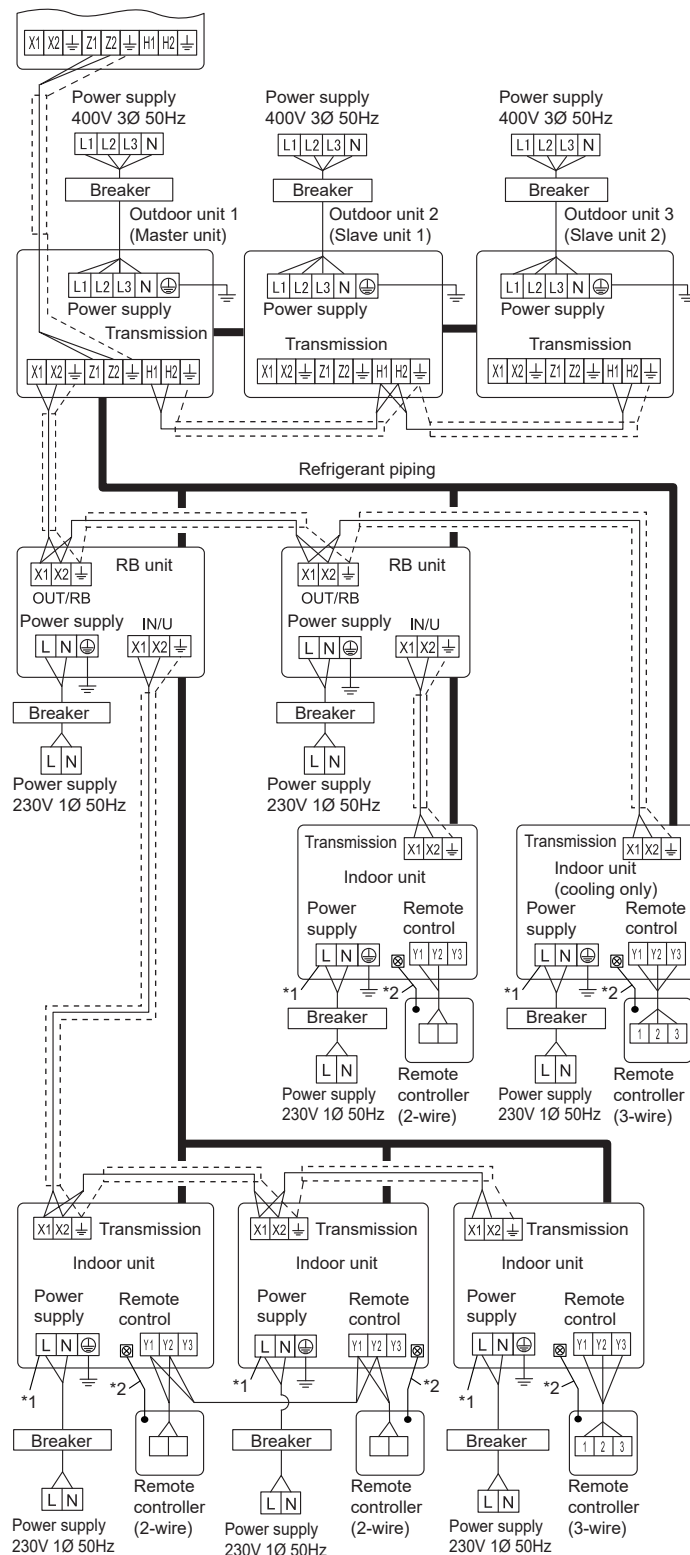 X1 X2 Z1 Z2 H1 H2
Power supply
400V 3Ø 50Hz
Power supply
400V 3Ø 50Hz
Power supply
400V 3Ø 50Hz
L1 L2 L3 N
L1 L2 L3 N
L1 L2 L3 N
Breaker
Breaker
Breaker
Outdoor unit 1
(Master unit)
Outdoor unit 2
(Slave unit 1)
Outdoor unit 3
(Slave unit 2)
L1 L2 L3 N
L1 L2 L3 N
L1 L2 L3 N
Power supply
Power supply
Power supply
Transmission
Transmission
Transmission
X1 X2 Z1 Z2 H1 H2
X1 X2 Z1 Z2 H1 H2
X1 X2 Z1 Z2 H1 H2
Refrigerant piping
X1 X2
RB unit
X1 X2
RB unit
OUT/RB
OUT/RB
Power supply
IN/U
Power supply
IN/U
L N
X1 X2
L N
X1 X2
Breaker
Breaker
L N
L N
Power supply
230V 1Ø 50Hz
Power supply
230V 1Ø 50Hz
Transmission
X1 X2
Transmission
X1 X2
Indoor unit
Indoor unit
(cooling only)
Power
supply
Remote
control
Power
supply
Remote
control
L N
Y1 Y2 Y3
L N
Y1 Y2 Y3
*1
*2
*1
*2
Breaker
Breaker
1 2 3
L N
L N
Power supply
230V 1Ø 50Hz
Remote
controller
(2-wire)
Power supply
230V 1Ø 50Hz
Remote
controller
(3-wire)
X1 X2
Transmission
X1 X2
Transmission
X1 X2
Transmission
Indoor unit
Indoor unit
Indoor unit
Power
supply
Remote
control
Power
supply
Remote
control
Power
supply
Remote
control
L N
Y1 Y2 Y3
L N
Y1 Y2 Y3
L N
Y1 Y2 Y3
*1
*2
*1
*2
*1
*2
Breaker
Breaker
Breaker
1 2 3
L N
L N
L N
Power supply
230V 1Ø 50Hz
Remote
controller
(2-wire)
Power supply
230V 1Ø 50Hz
Remote
controller
(2-wire)
Power supply
230V 1Ø 50Hz
Remote
controller
(3-wire)